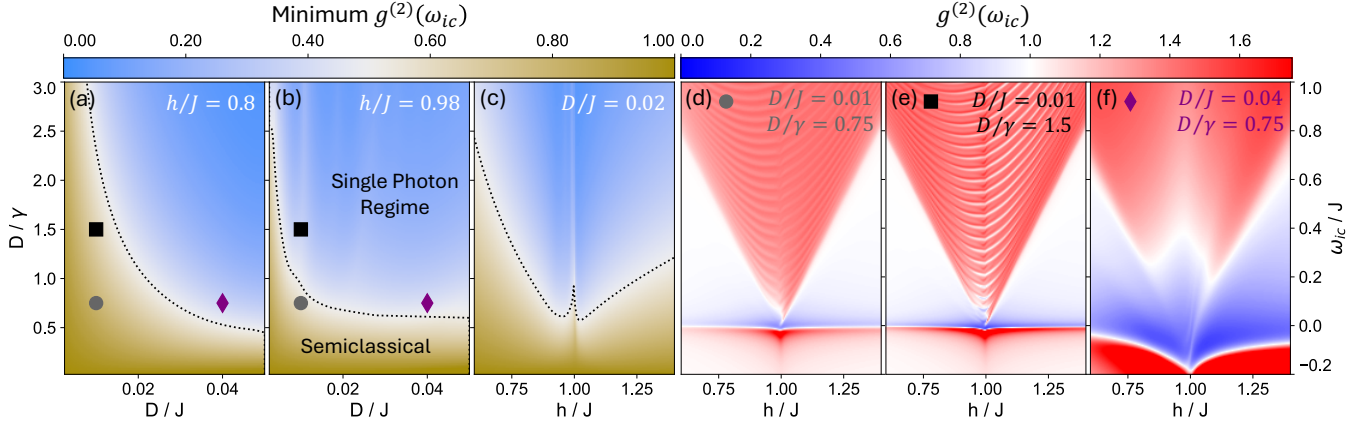 Minimum g^(2)(ω_ic)
g^(2)(ω_ic)
0.00 0.20 0.40 0.60 0.80 1.00
0.0 0.2 0.4 0.6 0.8 1.0 1.2 1.4 1.6
(a) h/J = 0.8
(b) h/J = 0.98
(c) D/J = 0.02
(d) D/J = 0.01
D/γ = 0.75
(e) D/J = 0.01
D/γ = 1.5
(f) D/J = 0.04
D/γ = 0.75
Single Photon
Regime
Semiclassical
D / γ
3.0
2.5
2.0
1.5
1.0
0.5
ω_ic / J
1.0
0.8
0.6
0.4
0.2
0.0
−0.2
0.02 0.04
0.02 0.04
0.75 1.00 1.25
0.75 1.00 1.25
0.75 1.00 1.25
0.75 1.00 1.25
D / J
D / J
h / J
h / J
h / J
h / J